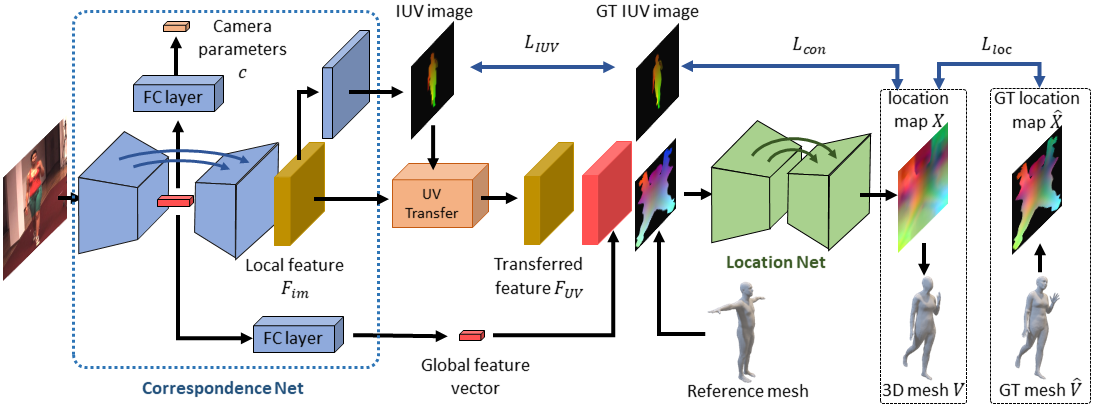 Camera
parameters
c
FC layer
IUV image
L_{IUV}
GT IUV image
L_{con}
L_{loc}
location
map X
GT location
map X̂
UV
Transfer
Local feature
F_{im}
Transferred
feature F_{UV}
Location Net
FC layer
Global feature
vector
Reference mesh
3D mesh V
GT mesh V̂
Correspondence Net